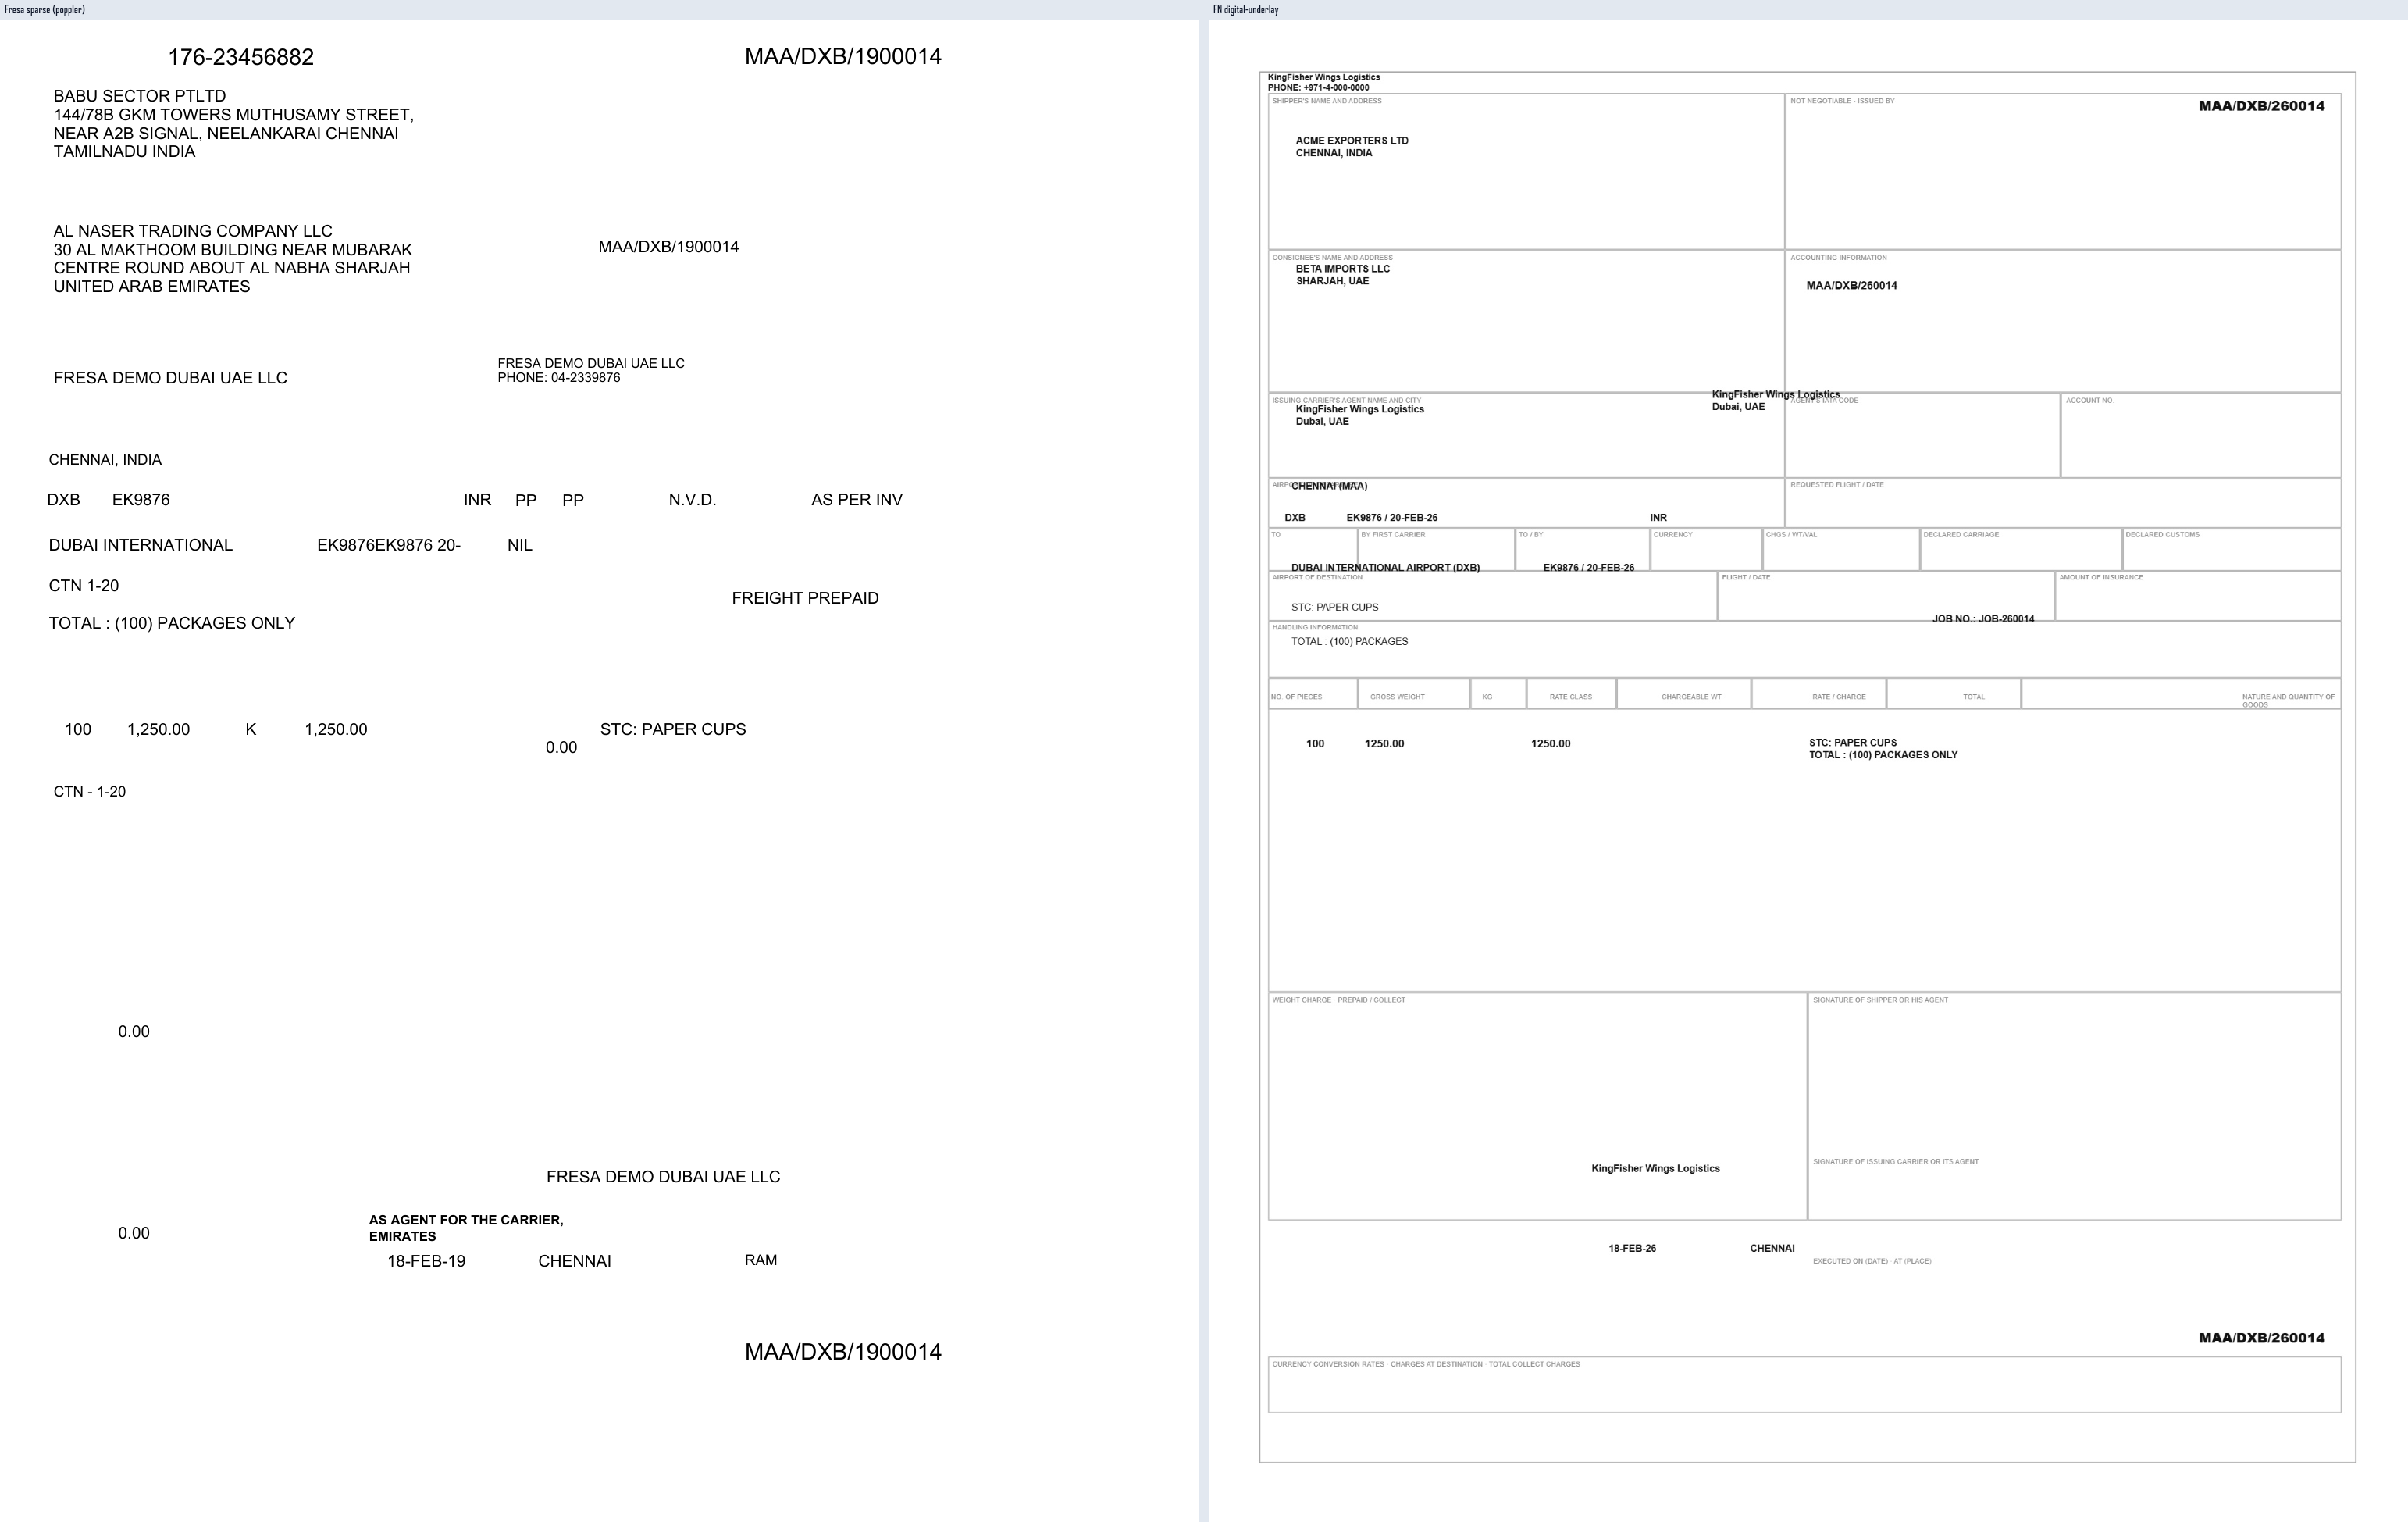 Fresa sparse (poppler)
176-23456882
MAA/DXB/1900014
BABU SECTOR PTLTD
144/78B GKM TOWERS MUTHUSAMY STREET,
NEAR A2B SIGNAL, NEELANKARAI CHENNAI
TAMILNADU INDIA
AL NASER TRADING COMPANY LLC
30 AL MAKTHOOM BUILDING NEAR MUBARAK
CENTRE ROUND ABOUT AL NABHA SHARJAH
UNITED ARAB EMIRATES
MAA/DXB/1900014
FRESA DEMO DUBAI UAE LLC
FRESA DEMO DUBAI UAE LLC
PHONE: 04-2339876
CHENNAI, INDIA
DXB EK9876 INR PP PP N.V.D. AS PER INV
DUBAI INTERNATIONAL EK9876EK9876 20- NIL
CTN 1-20
FREIGHT PREPAID
TOTAL : (100) PACKAGES ONLY
100 1,250.00 K 1,250.00 STC: PAPER CUPS
0.00
CTN - 1-20
0.00
FRESA DEMO DUBAI UAE LLC
0.00
AS AGENT FOR THE CARRIER,
EMIRATES
18-FEB-19 CHENNAI RAM
MAA/DXB/1900014
FN digital-underlay
KingFisher Wings Logistics
PHONE: +971-4-000-0000
SHIPPER'S NAME AND ADDRESS
NOT NEGOTIABLE · ISSUED BY
MAA/DXB/260014
ACME EXPORTERS LTD
CHENNAI, INDIA
CONSIGNEE'S NAME AND ADDRESS
ACCOUNTING INFORMATION
BETA IMPORTS LLC
SHARJAH, UAE
MAA/DXB/260014
ISSUING CARRIER'S AGENT NAME AND CITY
KingFisher Wings Logistics
Dubai, UAE
KingFisher Wings Logistics
Dubai, UAE
AGENT'S IATA CODE
ACCOUNT NO.
CHENNAI (MAA)
REQUESTED FLIGHT / DATE
DXB EK9876 / 20-FEB-26 INR
TO BY FIRST CARRIER TO / BY CURRENCY CHGS / WT/VAL DECLARED CARRIAGE DECLARED CUSTOMS
DUBAI INTERNATIONAL AIRPORT (DXB) EK9876 / 20-FEB-26
AIRPORT OF DESTINATION FLIGHT / DATE AMOUNT OF INSURANCE
STC: PAPER CUPS
JOB NO.: JOB-260014
HANDLING INFORMATION
TOTAL : (100) PACKAGES
NO. OF PIECES GROSS WEIGHT KG RATE CLASS CHARGEABLE WT RATE / CHARGE TOTAL NATURE AND QUANTITY OF
GOODS
100 1250.00 1250.00 STC: PAPER CUPS
TOTAL : (100) PACKAGES ONLY
WEIGHT CHARGE · PREPAID / COLLECT
SIGNATURE OF SHIPPER OR HIS AGENT
KingFisher Wings Logistics
SIGNATURE OF ISSUING CARRIER OR ITS AGENT
18-FEB-26 CHENNAI
EXECUTED ON (DATE) · AT (PLACE)
MAA/DXB/260014
CURRENCY CONVERSION RATES · CHARGES AT DESTINATION · TOTAL COLLECT CHARGES